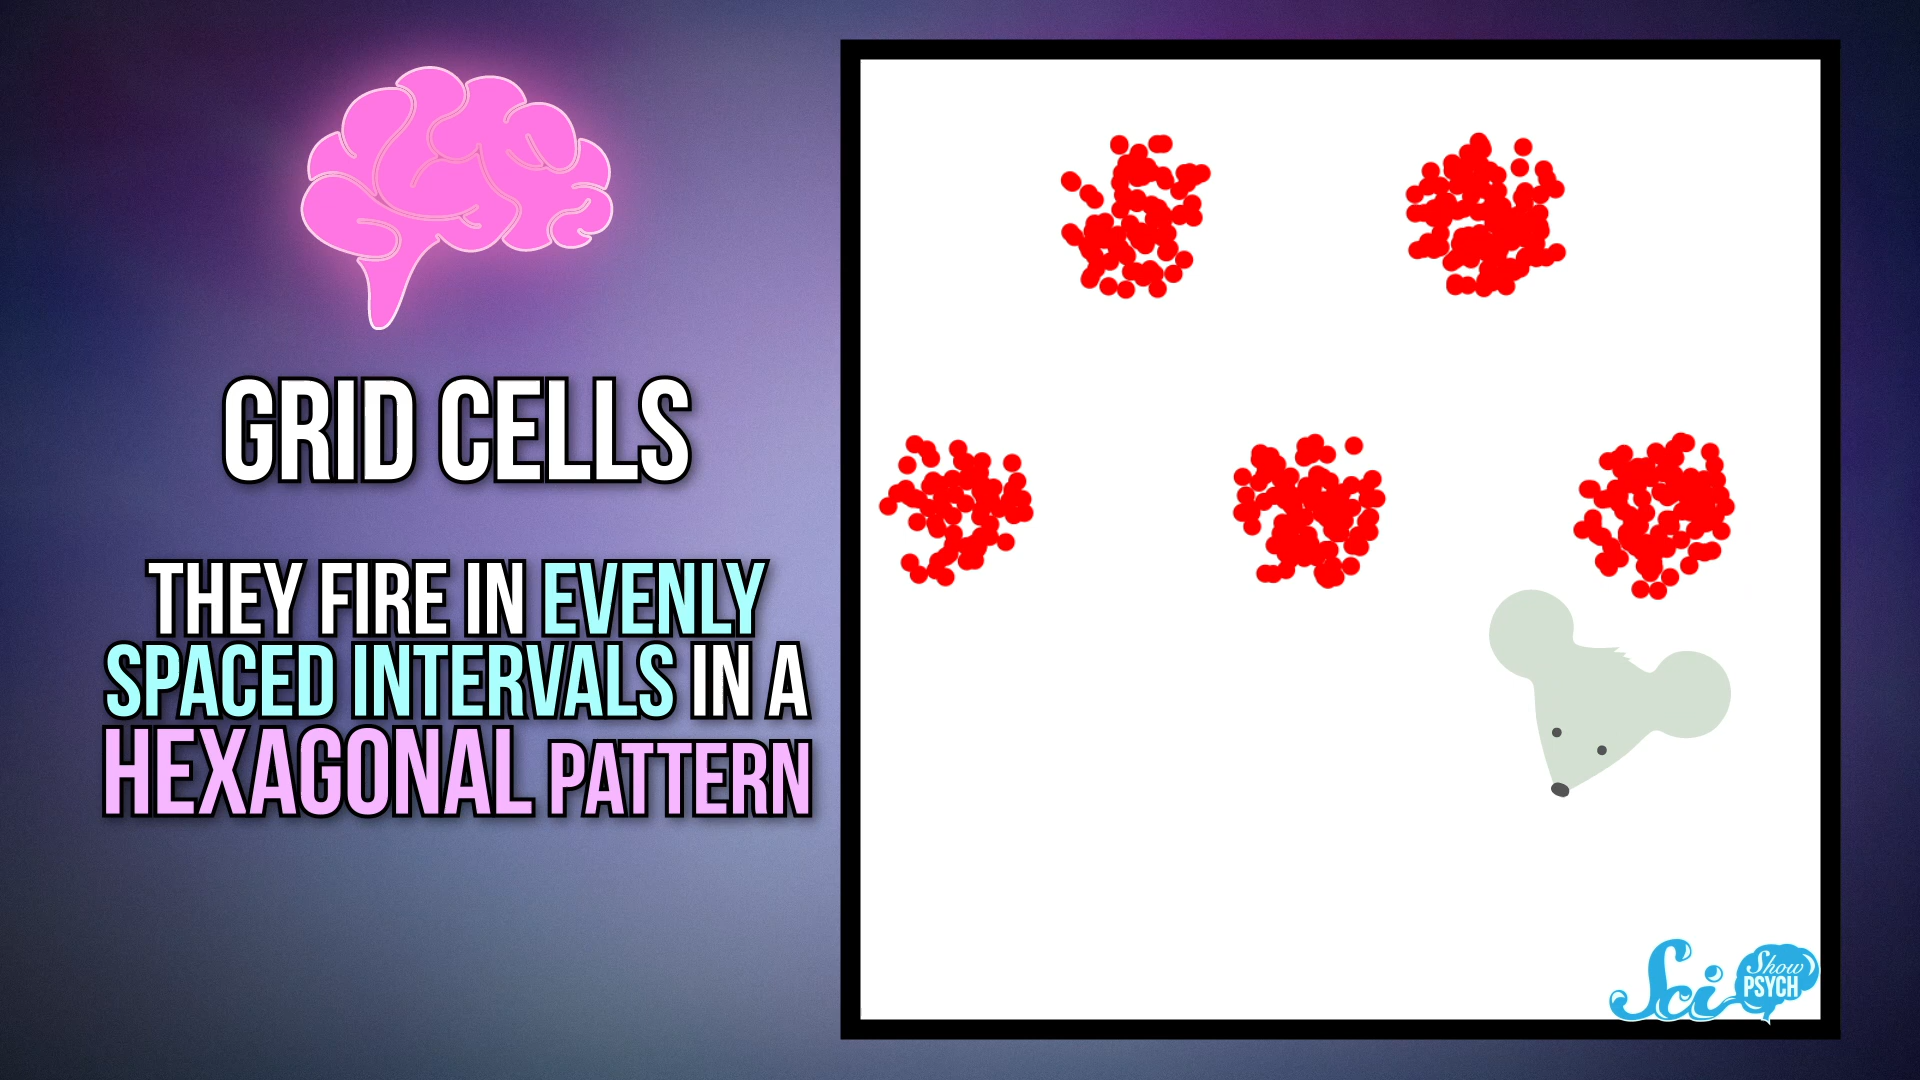 GRID CELLS
THEY FIRE IN EVENLY
SPACED INTERVALS IN A
HEXAGONAL PATTERN
Sci Show
PSYCH